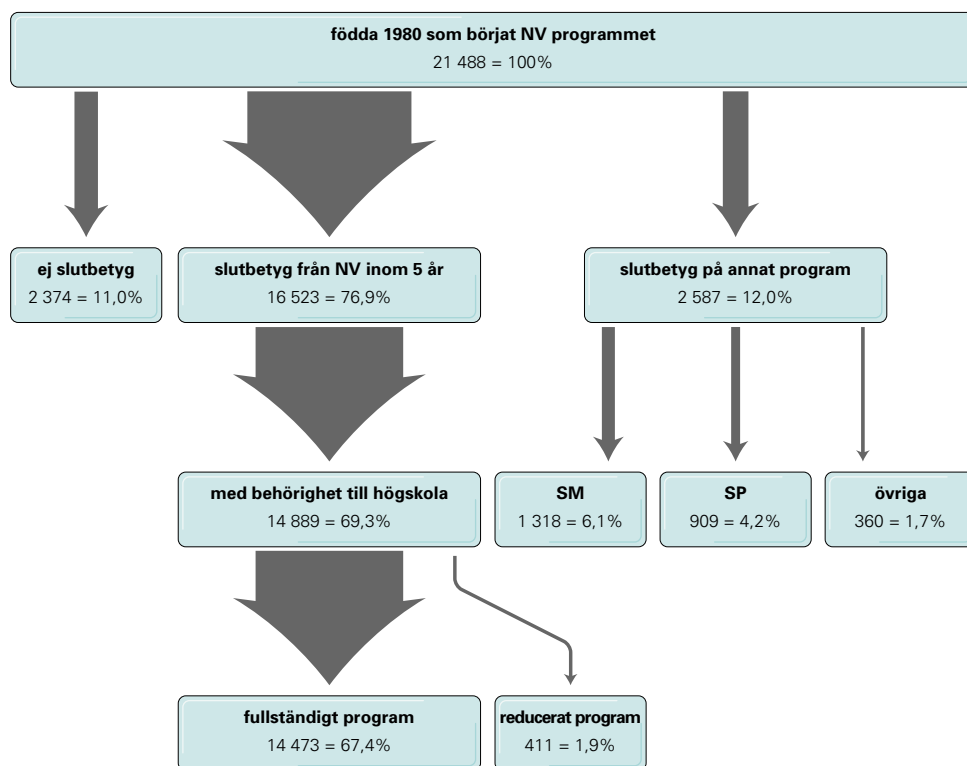 födda 1980 som börjat NV programmet
21 488 = 100%
ej slutbetyg
2 374 = 11,0%
slutbetyg från NV inom 5 år
16 523 = 76,9%
slutbetyg på annat program
2 587 = 12,0%
med behörighet till högskola
14 889 = 69,3%
SM
1 318 = 6,1%
SP
909 = 4,2%
övriga
360 = 1,7%
fullständigt program
14 473 = 67,4%
reducerat program
411 = 1,9%